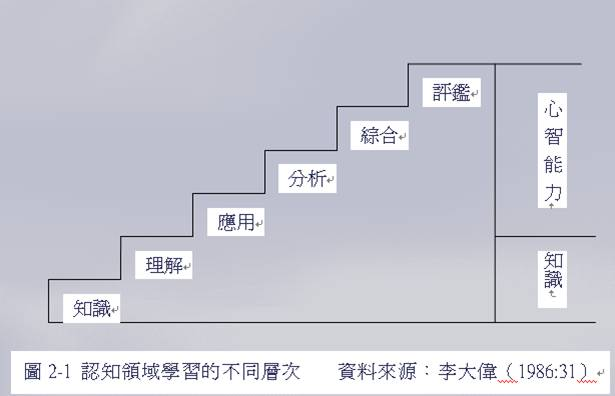 評鑑
綜合
分析
應用
理解
知識
心智能力
知識
圖 2-1 認知領域學習的不同層次 資料來源：李大偉（1986:31）